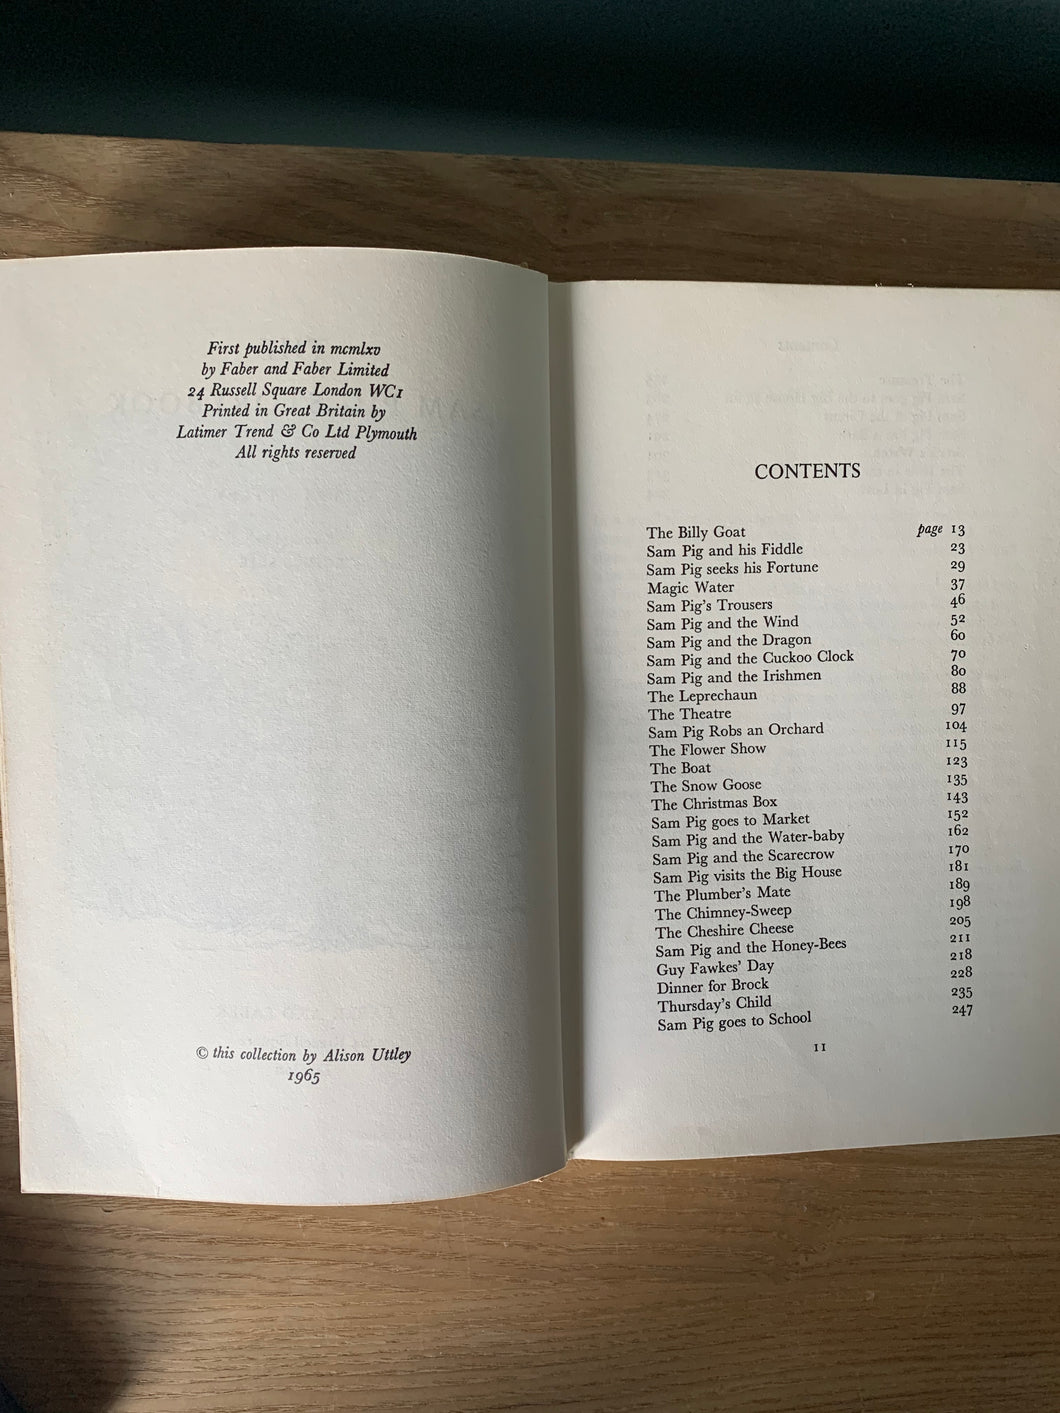 First published in mcmlxv
by Faber and Faber Limited
24 Russell Square London WC1
Printed in Great Britain by
Latimer Trend & Co Ltd Plymouth
All rights reserved
© this collection by Alison Uttley
1965
CONTENTS
The Billy Goat page 13
Sam Pig and his Fiddle 23
Sam Pig seeks his Fortune 29
Magic Water 37
Sam Pig's Trousers 46
Sam Pig and the Wind 52
Sam Pig and the Dragon 60
Sam Pig and the Cuckoo Clock 70
Sam Pig and the Irishmen 80
The Leprechaun 88
The Theatre 97
Sam Pig Robs an Orchard 104
The Flower Show 115
The Boat 123
The Snow Goose 135
The Christmas Box 143
Sam Pig goes to Market 152
Sam Pig and the Water-baby 162
Sam Pig and the Scarecrow 170
Sam Pig visits the Big House 181
The Plumber's Mate 189
The Chimney-Sweep 198
The Cheshire Cheese 205
Sam Pig and the Honey-Bees 211
Guy Fawkes' Day 218
Dinner for Brock 228
Thursday's Child 235
Sam Pig goes to School 247
11